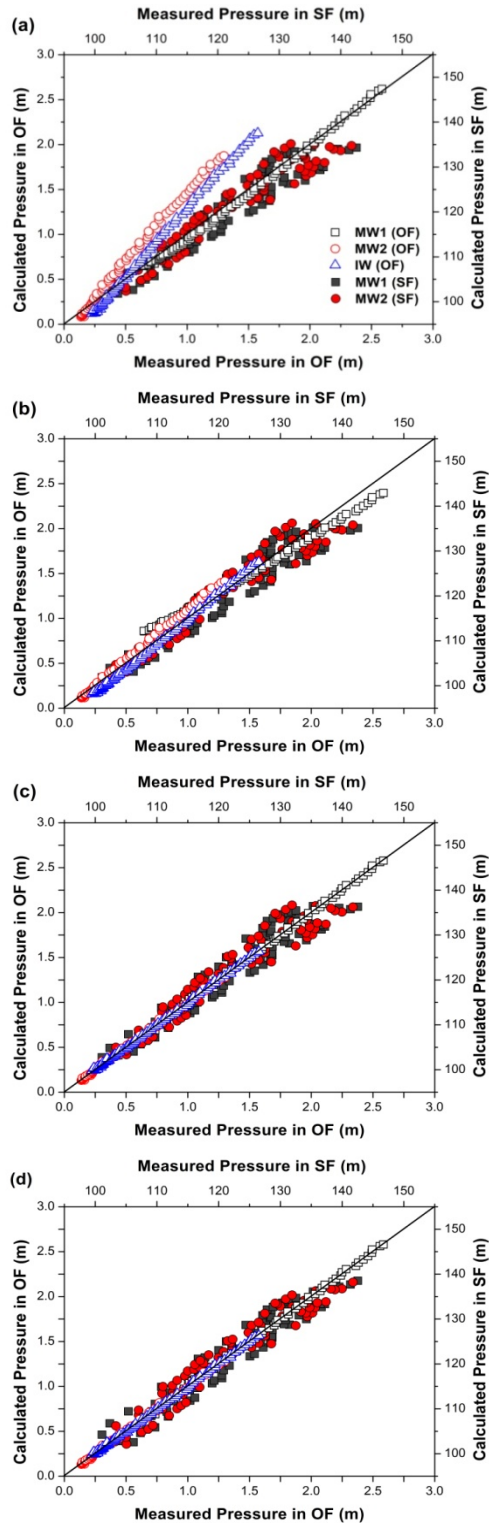 (a)
Measured Pressure in SF (m)
100 110 120 130 140 150
Calculated Pressure in OF (m)
3.0
2.5
2.0
1.5
1.0
0.5
0.0
150
140
130
120
110
100
Calculated Pressure in SF (m)
MW1 (OF)
MW2 (OF)
IW (OF)
MW1 (SF)
MW2 (SF)
0.0 0.5 1.0 1.5 2.0 2.5 3.0
Measured Pressure in OF (m)
(b)
Measured Pressure in SF (m)
100 110 120 130 140 150
Calculated Pressure in OF (m)
3.0
2.5
2.0
1.5
1.0
0.5
0.0
150
140
130
120
110
100
Calculated Pressure in SF (m)
0.0 0.5 1.0 1.5 2.0 2.5 3.0
Measured Pressure in OF (m)
(c)
Measured Pressure in SF (m)
100 110 120 130 140 150
Calculated Pressure in OF (m)
3.0
2.5
2.0
1.5
1.0
0.5
0.0
150
140
130
120
110
100
Calculated Pressure in SF (m)
0.0 0.5 1.0 1.5 2.0 2.5 3.0
Measured Pressure in OF (m)
(d)
Measured Pressure in SF (m)
100 110 120 130 140 150
Calculated Pressure in OF (m)
3.0
2.5
2.0
1.5
1.0
0.5
0.0
150
140
130
120
110
100
Calculated Pressure in SF (m)
0.0 0.5 1.0 1.5 2.0 2.5 3.0
Measured Pressure in OF (m)